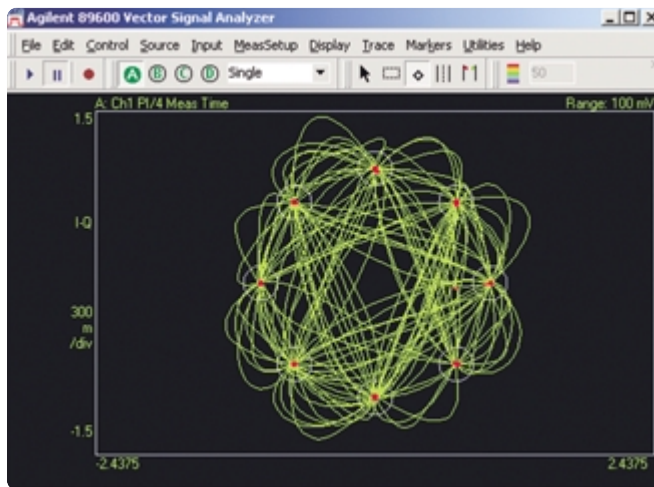 Agilent 89600 Vector Signal Analyzer
File Edit Control Source Input MeasSetup Display Trace Markers Utilities Help
A B C D Single 1 50
A: Ch1 PI/4 Meas Time Range: 100 mV
1.5
I-Q
300
m
/div
-1.5
-2.4375 2.4375